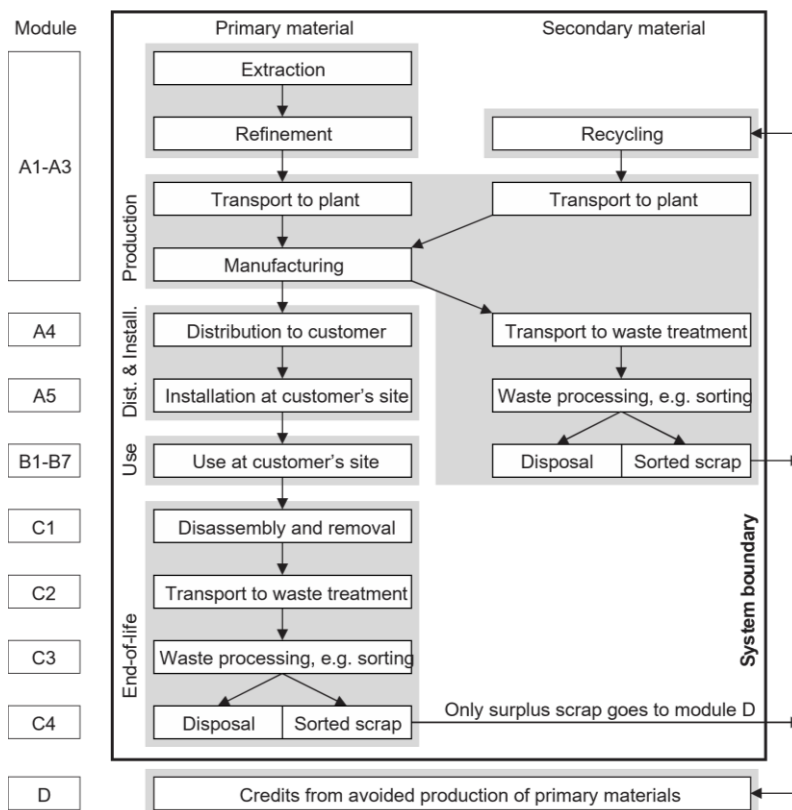 Module
Primary material
Secondary material
A1-A3
Extraction
Refinement
Recycling
Transport to plant
Transport to plant
Manufacturing
Production
A4
Distribution to customer
Transport to waste treatment
A5
Installation at customer's site
Waste processing, e.g. sorting
Dist. & Install.
B1-B7
Use at customer's site
Disposal
Sorted scrap
Use
C1
Disassembly and removal
C2
Transport to waste treatment
C3
Waste processing, e.g. sorting
System boundary
End-of-life
C4
Disposal
Sorted scrap
Only surplus scrap goes to module D
D
Credits from avoided production of primary materials